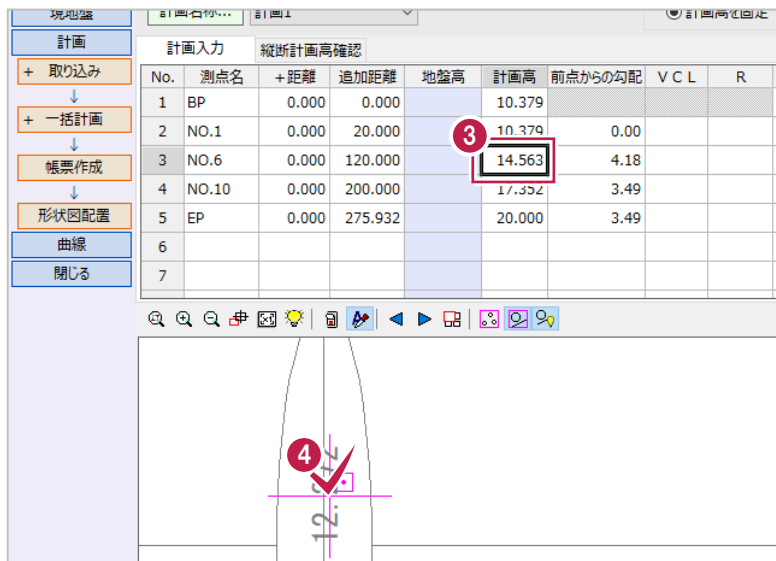 現地盤
計画名称... 計画1 計画高を固定
計画
計画入力 縦断計画高確認
+ 取り込み
↓
+ 一括計画
↓
帳票作成
↓
形状図配置
曲線
閉じる
No. 測点名 +距離 追加距離 地盤高 計画高 前点からの勾配 VCL R
1 BP 0.000 0.000 10.379
2 NO.1 0.000 20.000 10.379 0.00
3
3 NO.6 0.000 120.000 14.563 4.18
4 NO.10 0.000 200.000 17.352 3.49
5 EP 0.000 275.932 20.000 3.49
6
7
4